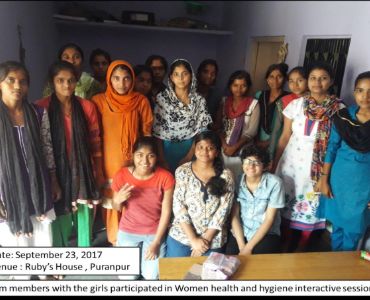 ate: September 23, 2017
enue : Ruby's House , Puranpur
m members with the girls participated in Women health and hygiene interactive session